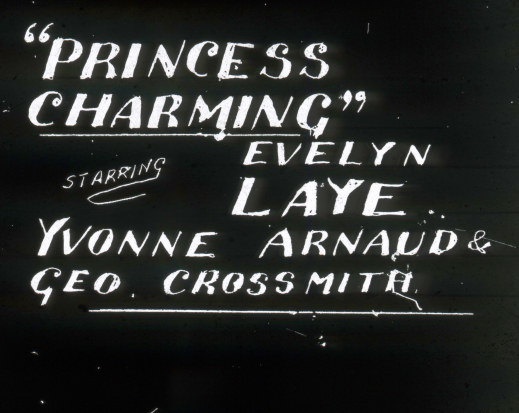 “PRINCESS
CHARMING”
STARRING
EVELYN
LAYE..
YVONNE ARNAUD &
GEO. CROSSMITH.